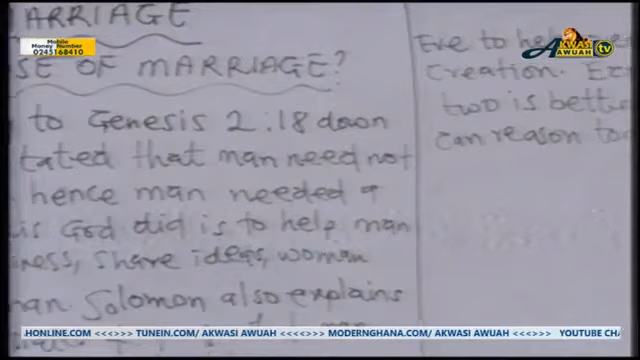 ARRIAGE
Mobile
Money Number
0245168410
SE OF MARRIAGE?
to Genesis 2:18 down
tated that man need not
hence man needed a
is God did is to help man
iness, share ideas, woman
an. Solomon also explains
Eve to help
Creation.
two is bette
can reason to
AKWASI
AWUAH
tv
.HONLINE.COM <<<>>> TUNEIN.COM/ AKWASI AWUAH <<<>>> MODERNGHANA.COM/ AKWASI AWUAH <<<>>> YOUTUBE CHA